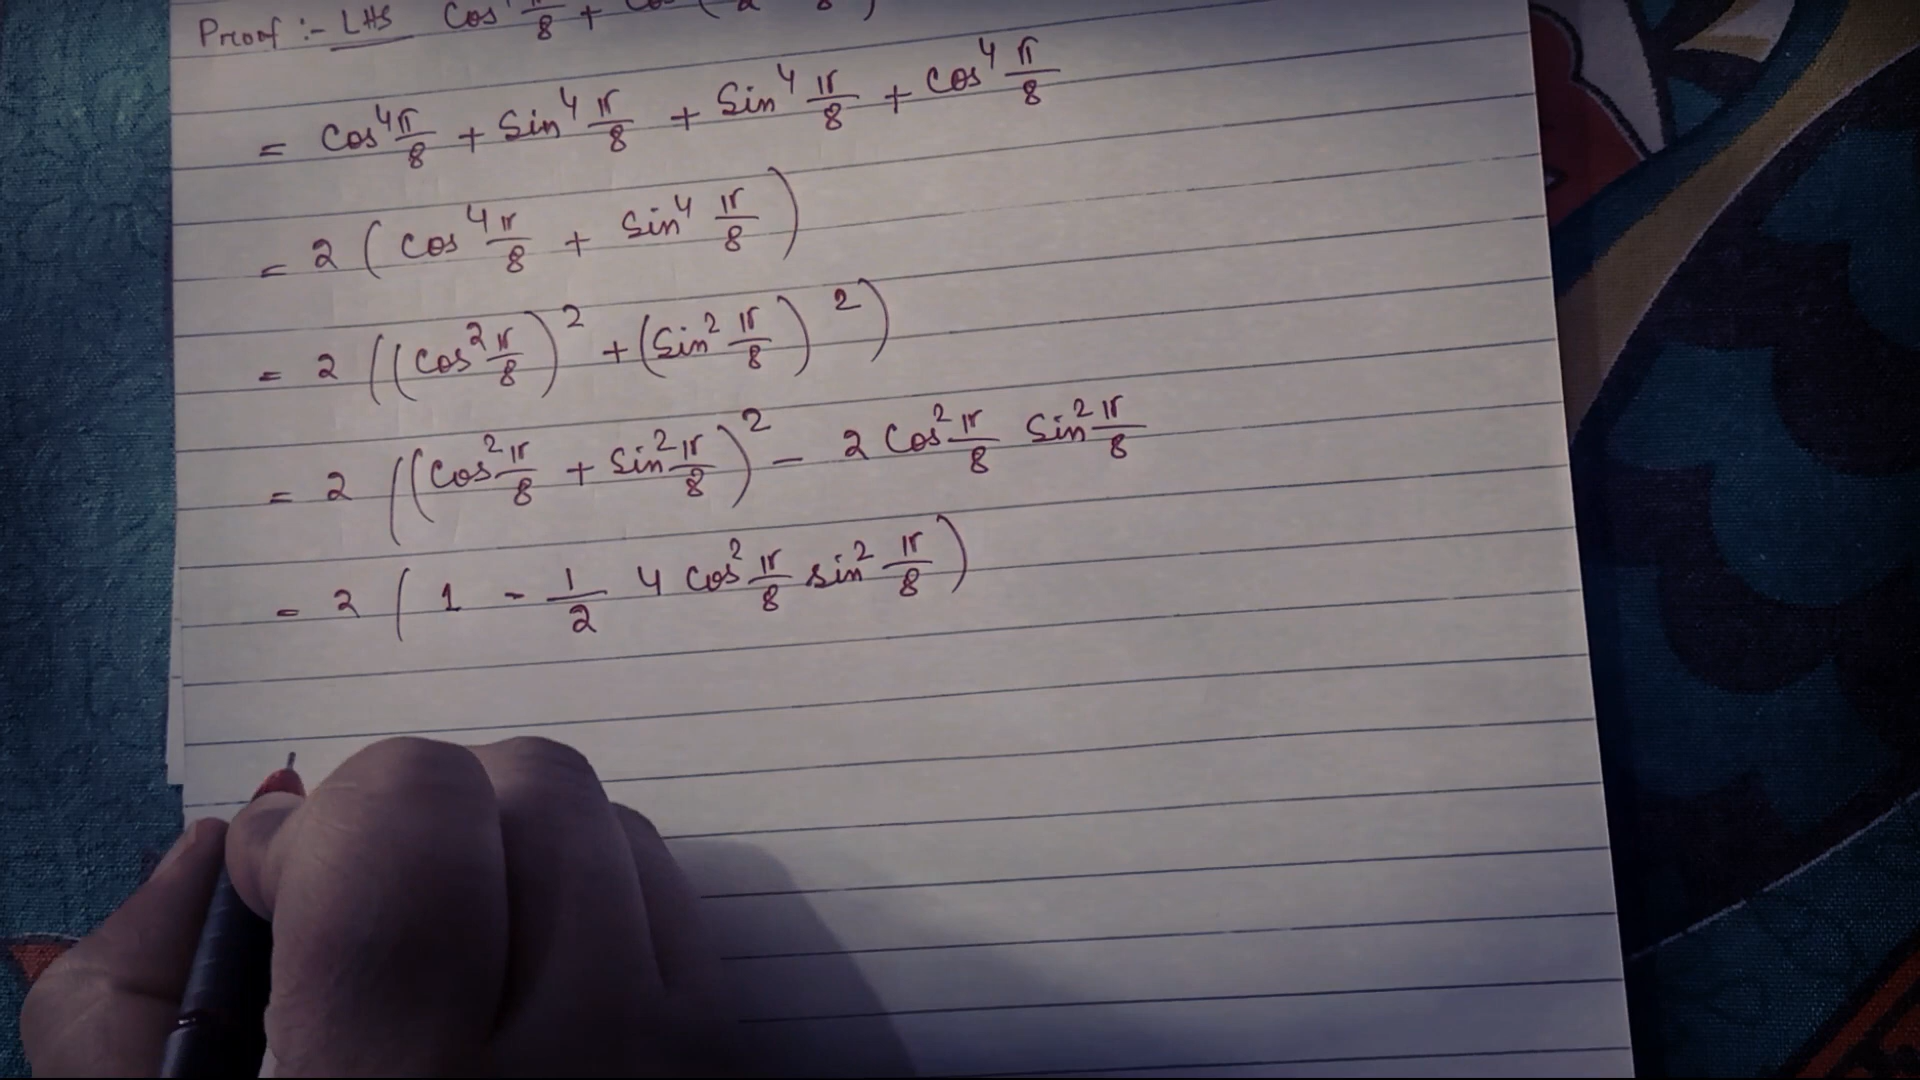 Proof :- LHS Cos π/8 +
= Cos⁴ π/8 + Sin⁴ π/8 + Sin⁴ π/8 + Cos⁴ π/8
= 2 ( Cos⁴ π/8 + Sin⁴ π/8 )
= 2 ( ( Cos² π/8 )² + ( Sin² π/8 )² )
= 2 ( ( Cos² π/8 + Sin² π/8 )² - 2 Cos² π/8 Sin² π/8
= 2 ( 1 - 1/2 4 Cos² π/8 sin² π/8 )